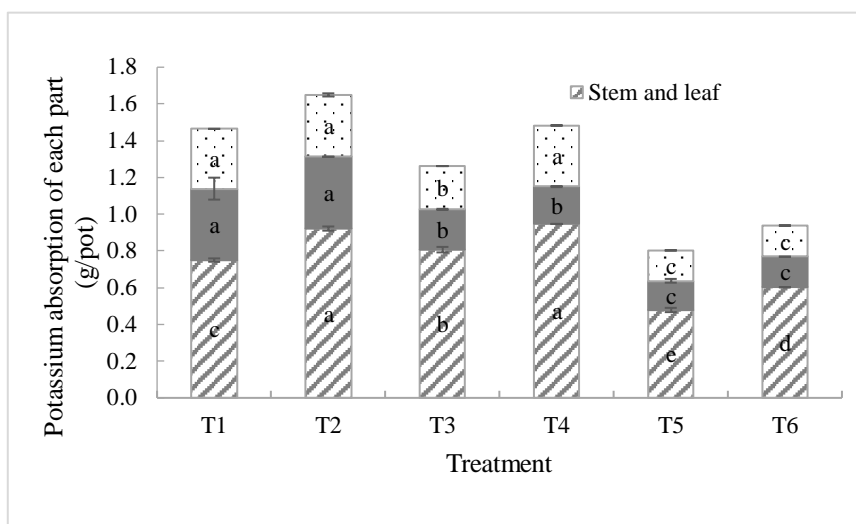 Potassium absorption of each part
(g/pot)
1.8
1.6
1.4
1.2
1.0
0.8
0.6
0.4
0.2
0.0
Stem and leaf
a a b a c c
a a b b c c
c a b a e d
T1 T2 T3 T4 T5 T6
Treatment